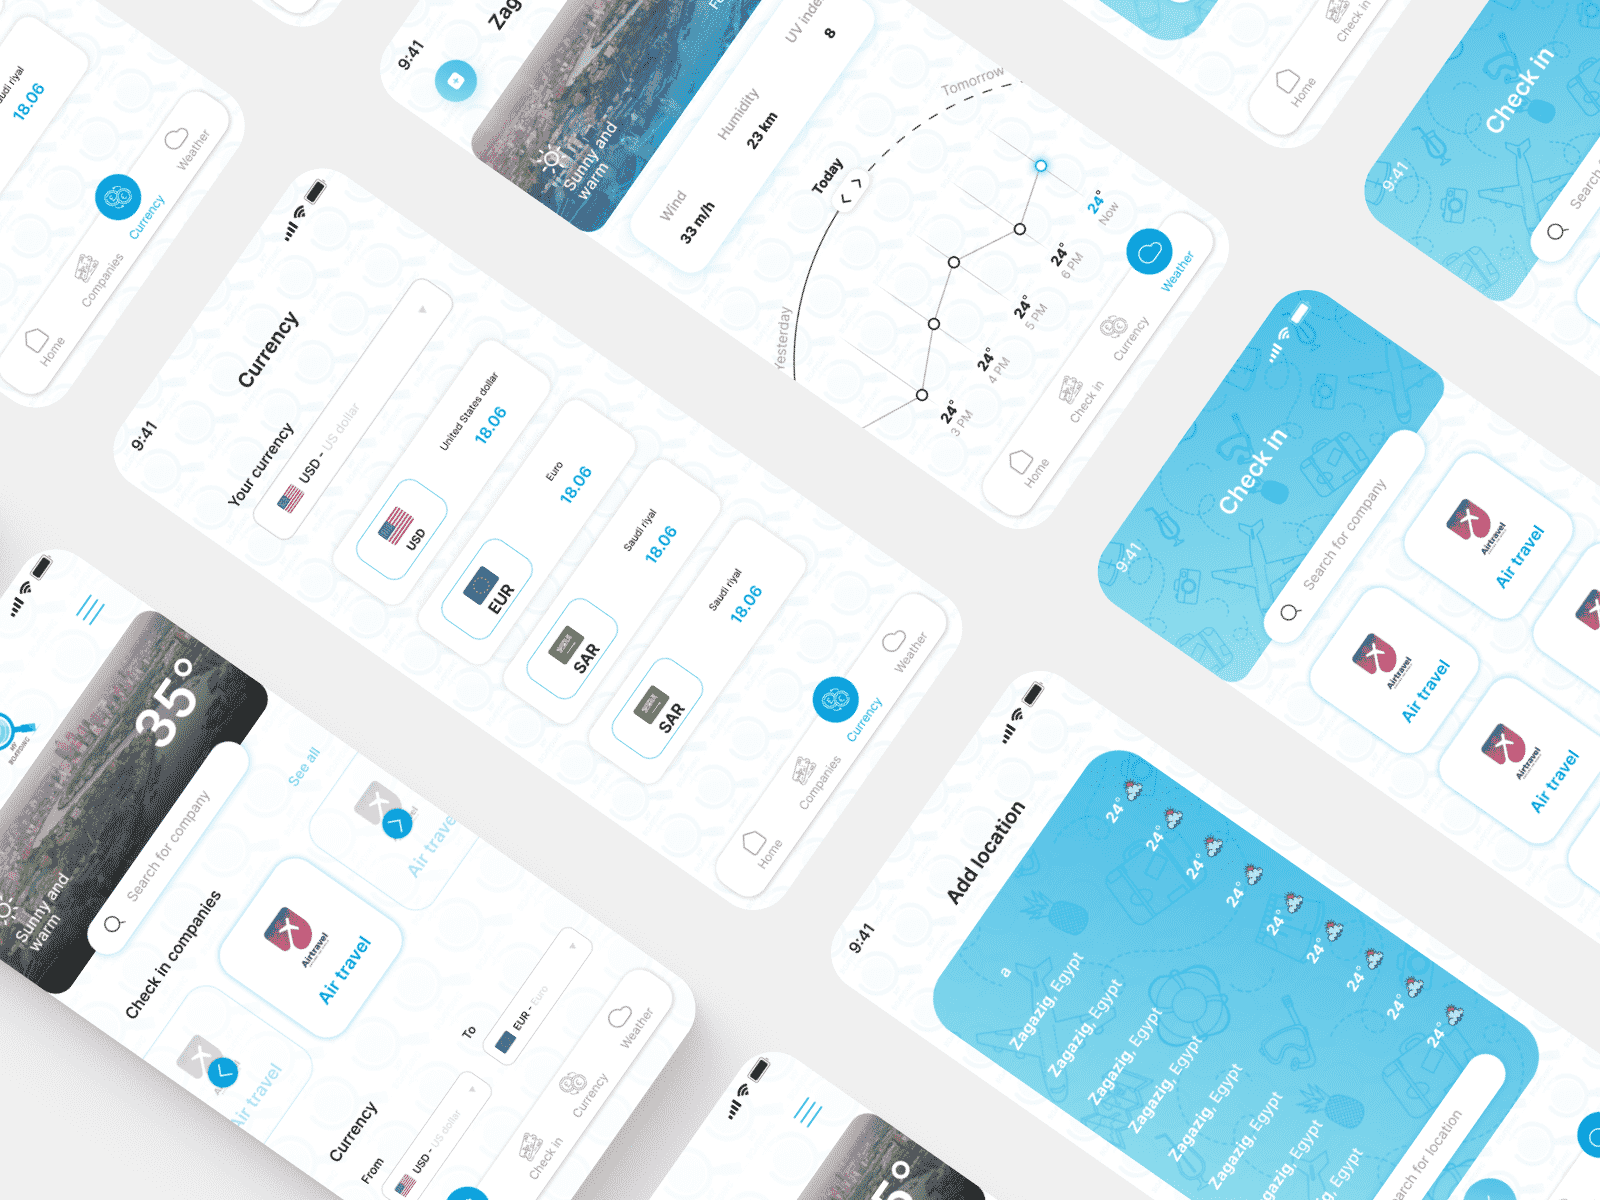 Saudi riyal
18.06
Weather
Currency
Companies
Home
9:41
Zag
Sunny and
warm
UV index
8
Humidity
23 km
Wind
33 m/h
Tomorrow
Today
Yesterday
24°
Now
24°
6 PM
24°
5 PM
24°
4 PM
24°
3 PM
Weather
Currency
Check in
Home
Check in
Home
9:41
Check in
9:41
Currency
Your currency
USD - US dollar
United States dollar
18.06
USD
Euro
18.06
EUR
Saudi riyal
18.06
SAR
Saudi riyal
18.06
SAR
Weather
Currency
Companies
Home
9:41
Check in
Search for company
Airtravel
Air travel
Airtravel
Air travel
Airtravel
Air travel
MY
BOARDING
35°
Sunny and
warm
Search for company
Check in companies
See all
Air travel
Airtravel
Air travel
Air travel
Currency
From
USD - US dollar
To
EUR - Euro
Weather
Currency
Check in
9:41
Add location
a
Zagazig, Egypt
24°
Zagazig, Egypt
24°
Zagazig, Egypt
24°
Zagazig, Egypt
24°
Zagazig, Egypt
24°
Zagazig, Egypt
24°
Zagazig, Egypt
24°
24°
24°
Search for location